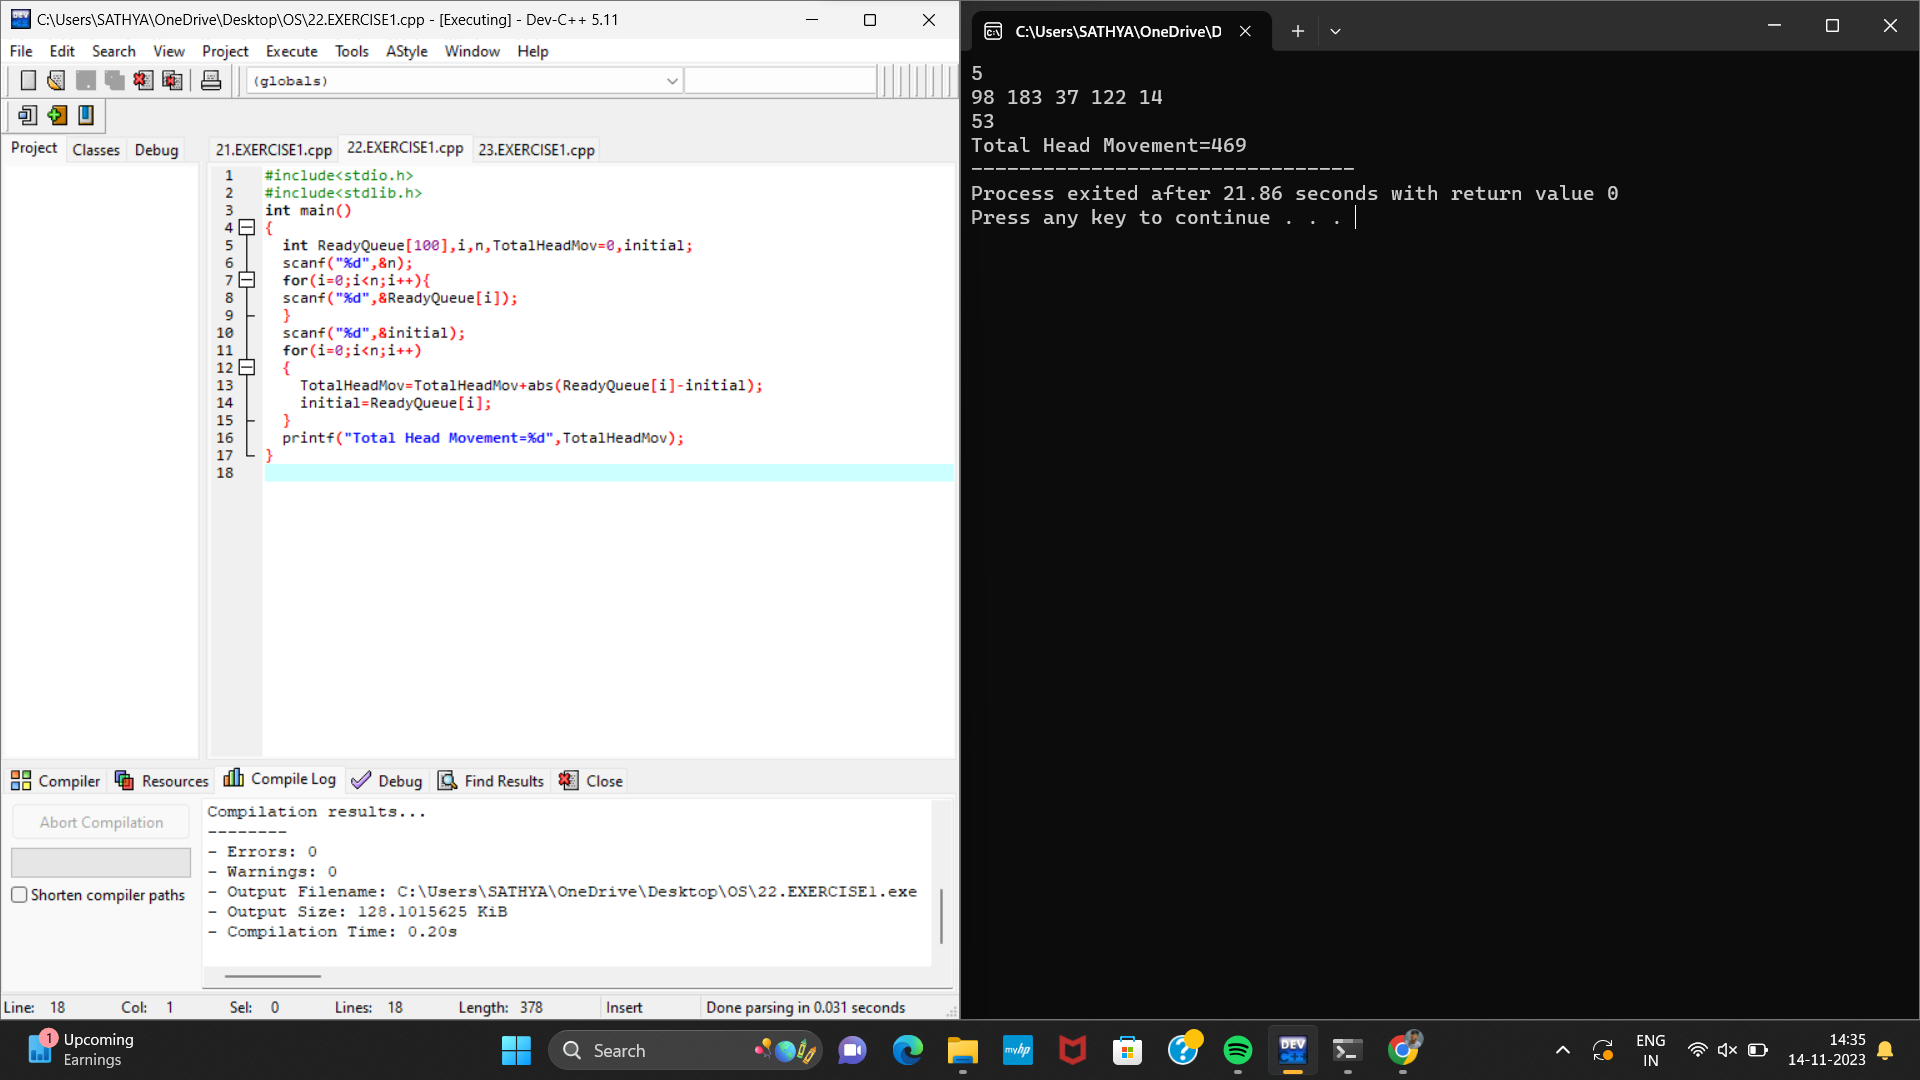 C:\Users\SATHYA\OneDrive\Desktop\OS\22.EXERCISE1.cpp - [Executing] - Dev-C++ 5.11
File Edit Search View Project Execute Tools AStyle Window Help
(globals)
Project Classes Debug
21.EXERCISE1.cpp 22.EXERCISE1.cpp 23.EXERCISE1.cpp
1 #include<stdio.h>
2 #include<stdlib.h>
3 int main()
4 {
5 int ReadyQueue[100],i,n,TotalHeadMov=0,initial;
6 scanf("%d",&n);
7 for(i=0;i<n;i++){
8 scanf("%d",&ReadyQueue[i]);
9 }
10 scanf("%d",&initial);
11 for(i=0;i<n;i++)
12 {
13 TotalHeadMov=TotalHeadMov+abs(ReadyQueue[i]-initial);
14 initial=ReadyQueue[i];
15 }
16 printf("Total Head Movement=%d",TotalHeadMov);
17 }
18
Compiler Resources Compile Log Debug Find Results Close
Abort Compilation
Shorten compiler paths
Compilation results...
--------
- Errors: 0
- Warnings: 0
- Output Filename: C:\Users\SATHYA\OneDrive\Desktop\OS\22.EXERCISE1.exe
- Output Size: 128.1015625 KiB
- Compilation Time: 0.20s
Line: 18 Col: 1 Sel: 0 Lines: 18 Length: 378 Insert Done parsing in 0.031 seconds
C:\Users\SATHYA\OneDrive\D
5
98 183 37 122 14
53
Total Head Movement=469
--------------------------------
Process exited after 21.86 seconds with return value 0
Press any key to continue . . .
1
Upcoming
Earnings
Search
myhp
DEV
C++
ENG
IN
14:35
14-11-2023